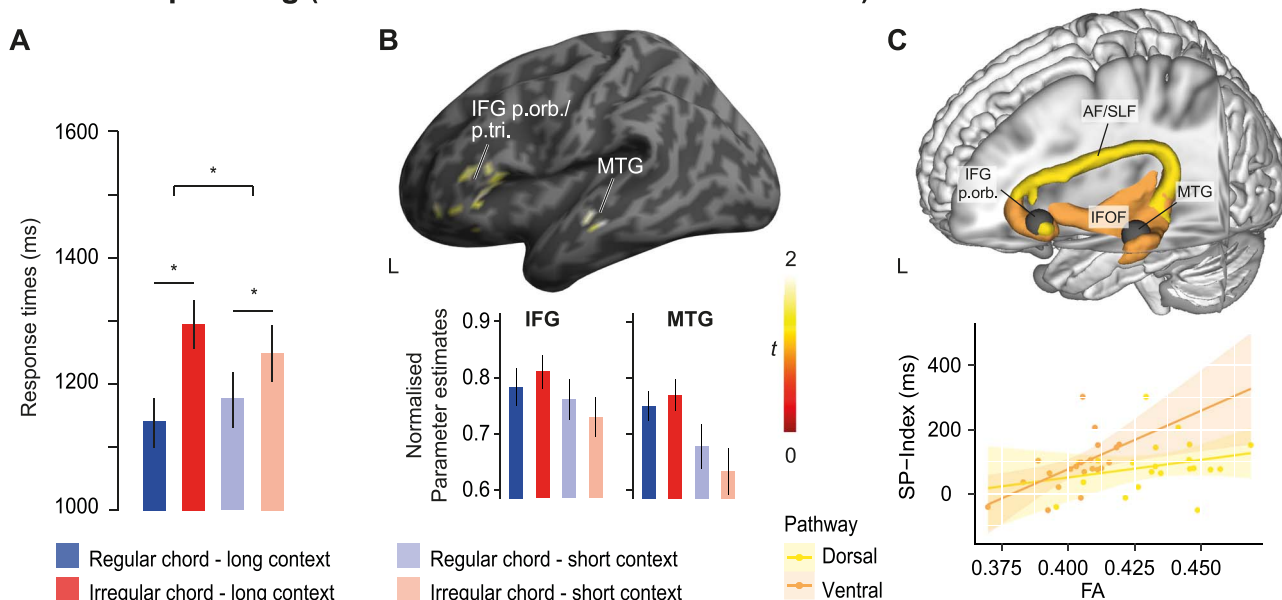 A
B
C
1600
1400
1200
1000
Response times (ms)
*
*
*
IFG p.orb./
p.tri.
MTG
L
2
t
0
Normalised
Parameter estimates
0.9
0.8
0.7
0.6
IFG
MTG
AF/SLF
IFG
p.orb.
MTG
IFOF
L
SP−Index (ms)
400
200
0
0.375 0.400 0.425 0.450
FA
Pathway
Dorsal
Ventral
Regular chord - long context
Irregular chord - long context
Regular chord - short context
Irregular chord - short context